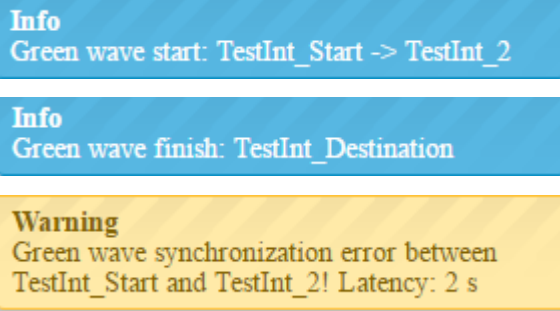 Info
Green wave start: TestInt_Start -> TestInt_2
Info
Green wave finish: TestInt_Destination
Warning
Green wave synchronization error between
TestInt_Start and TestInt_2! Latency: 2 s